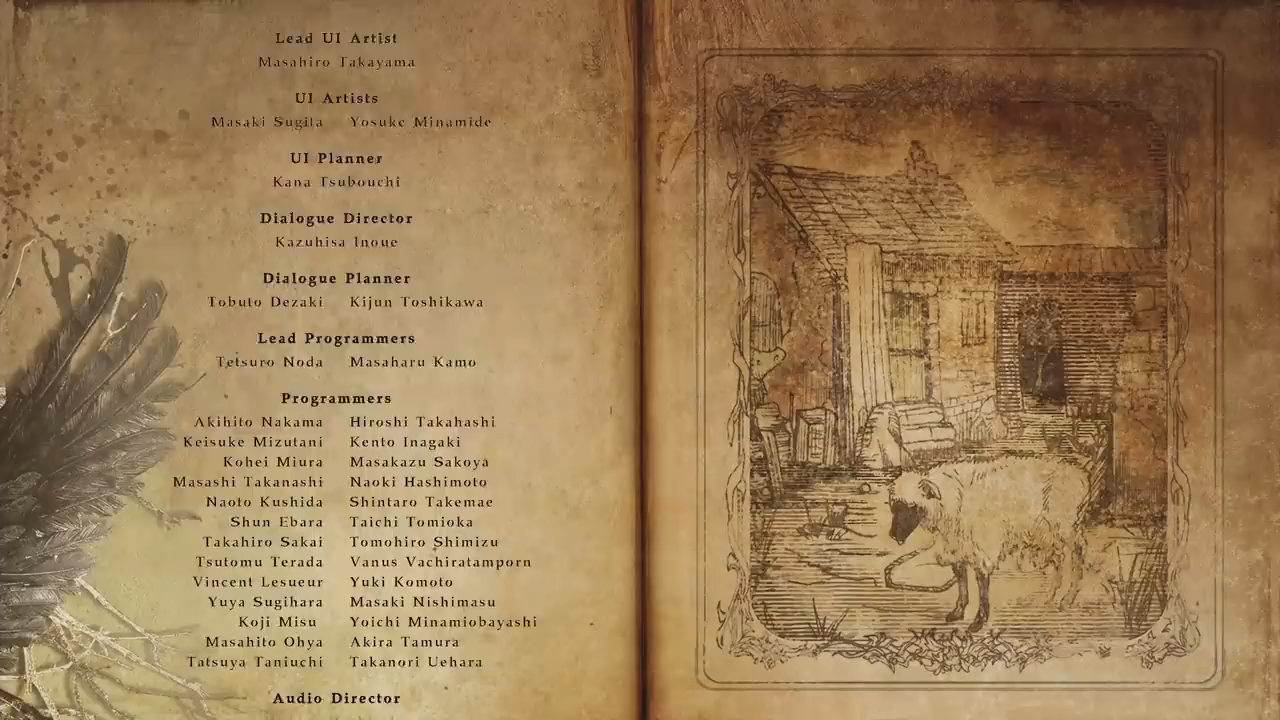 Lead UI Artist
Masahiro Takayama
UI Artists
Masaki Sugita Yosuke Minamide
UI Planner
Kana Tsubouchi
Dialogue Director
Kazuhisa Inoue
Dialogue Planner
Tobuto Dezaki Kijun Toshikawa
Lead Programmers
Tetsuro Noda Masaharu Kamo
Programmers
Akihito Nakama Hiroshi Takahashi
Keisuke Mizutani Kento Inagaki
Kohei Miura Masakazu Sakoya
Masashi Takanashi Naoki Hashimoto
Naoto Kushida Shintaro Takemae
Shun Ebara Taichi Tomioka
Takahiro Sakai Tomohiro Shimizu
Tsutomu Terada Vanus Vachiratamporn
Vincent Lesueur Yuki Komoto
Yuya Sugihara Masaki Nishimasu
Koji Misu Yoichi Minamiobayashi
Masahito Ohya Akira Tamura
Tatsuya Taniuchi Takanori Uehara
Audio Director